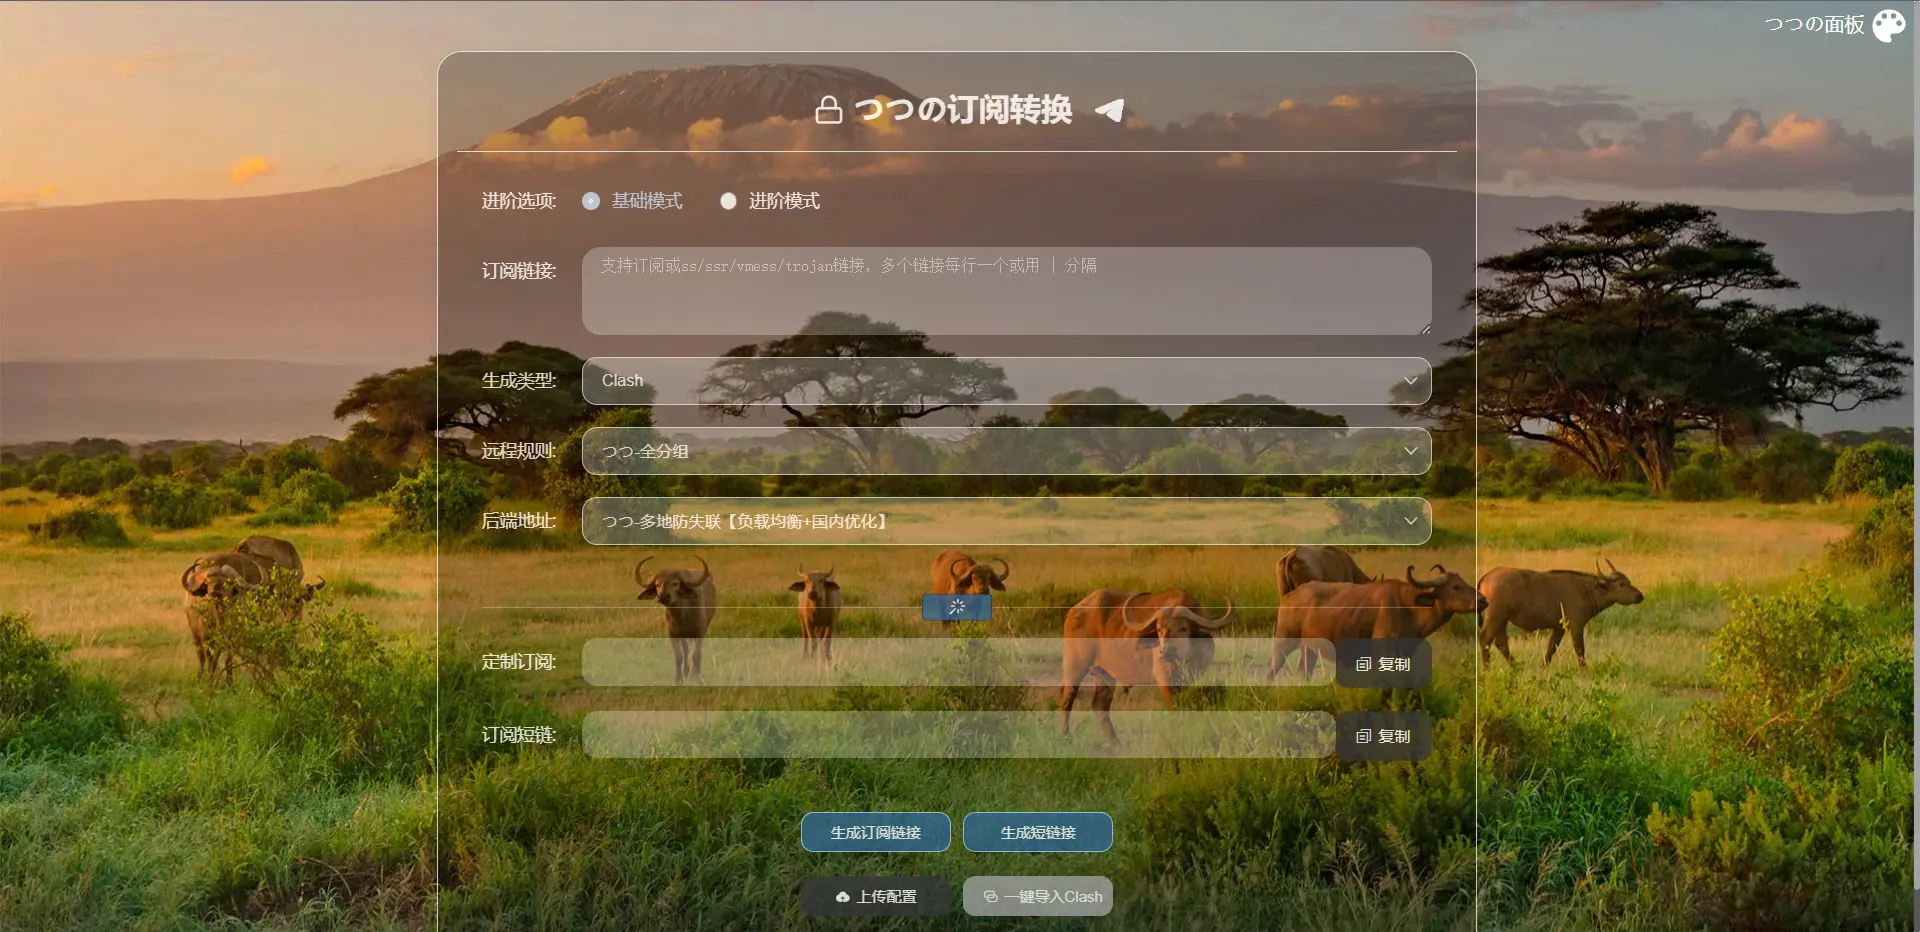 つつの面板
つつの订阅转换
进阶选项: 基础模式 进阶模式
订阅链接: 支持订阅或ss/ssr/vmess/trojan链接，多个链接每行一个或用 | 分隔
生成类型: Clash
远程规则: つつ-全分组
后端地址: つつ-多地防失联【负载均衡+国内优化】
定制订阅: 复制
订阅短链: 复制
生成订阅链接 生成短链接
上传配置 一键导入Clash